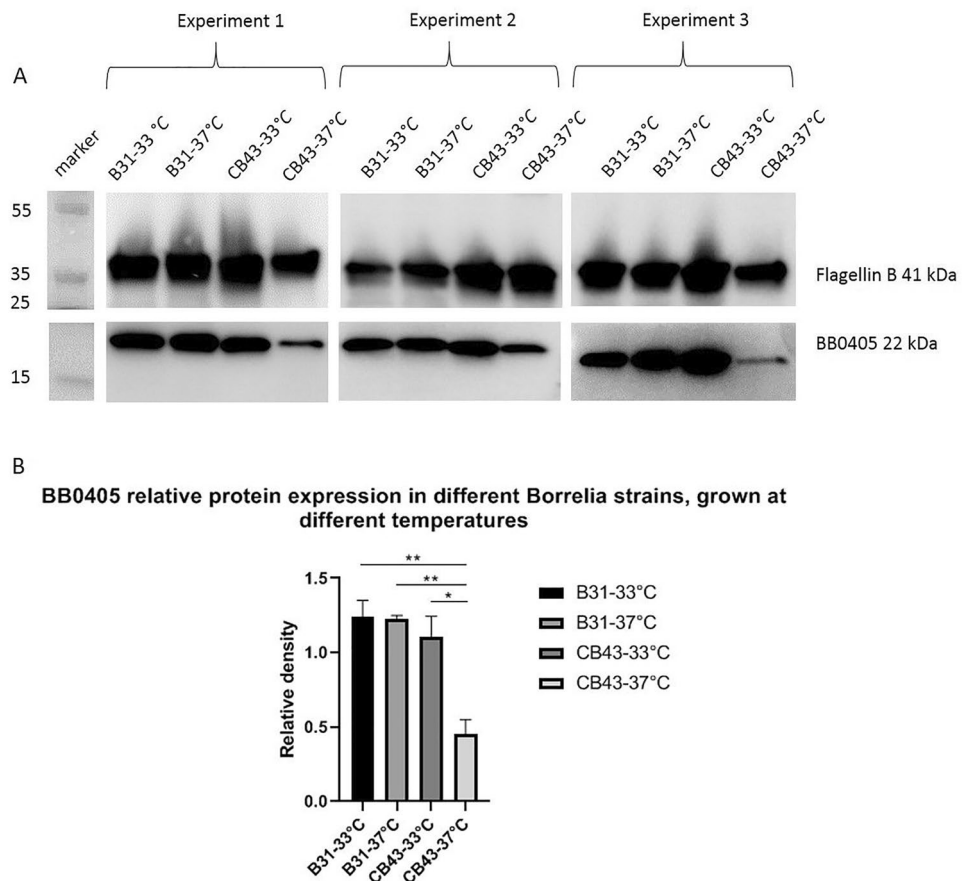 Experiment 1
Experiment 2
Experiment 3
A
marker
B31-33°C
B31-37°C
CB43-33°C
CB43-37°C
B31-33°C
B31-37°C
CB43-33°C
CB43-37°C
B31-33°C
B31-37°C
CB43-33°C
CB43-37°C
55
35
25
15
Flagellin B 41 kDa
BB0405 22 kDa
B
BB0405 relative protein expression in different Borrelia strains, grown at
different temperatures
**
**
*
Relative density
1.5
1.0
0.5
0.0
B31-33°C
B31-37°C
CB43-33°C
CB43-37°C
B31-33°C
B31-37°C
CB43-33°C
CB43-37°C